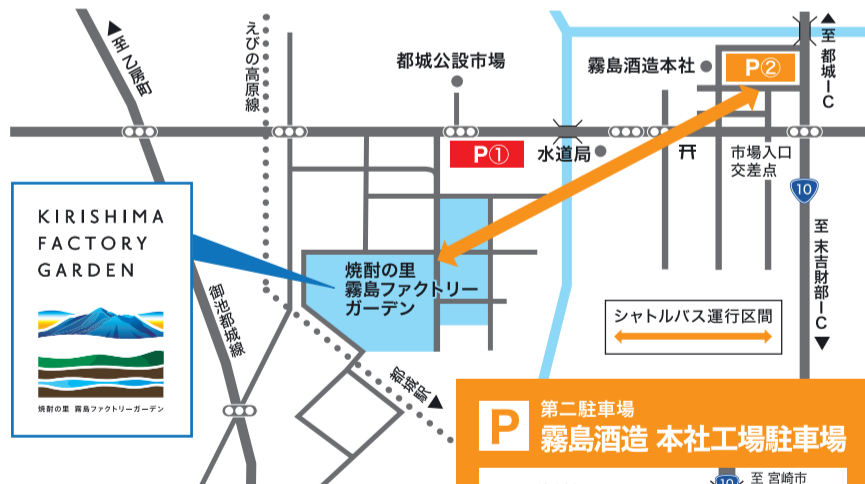 至 乙房町
えびの高原線
都城公設市場
霧島酒造本社
P②
至 都城IC
P①
水道局
市場入口
交差点
10
至 末吉財部IC
KIRISHIMA
FACTORY
GARDEN
焼酎の里 霧島ファクトリーガーデン
焼酎の里
霧島ファクトリー
ガーデン
御池都城線
都城駅
シャトルバス運行区間
P
第二駐車場
霧島酒造 本社工場駐車場
10
至 宮崎市